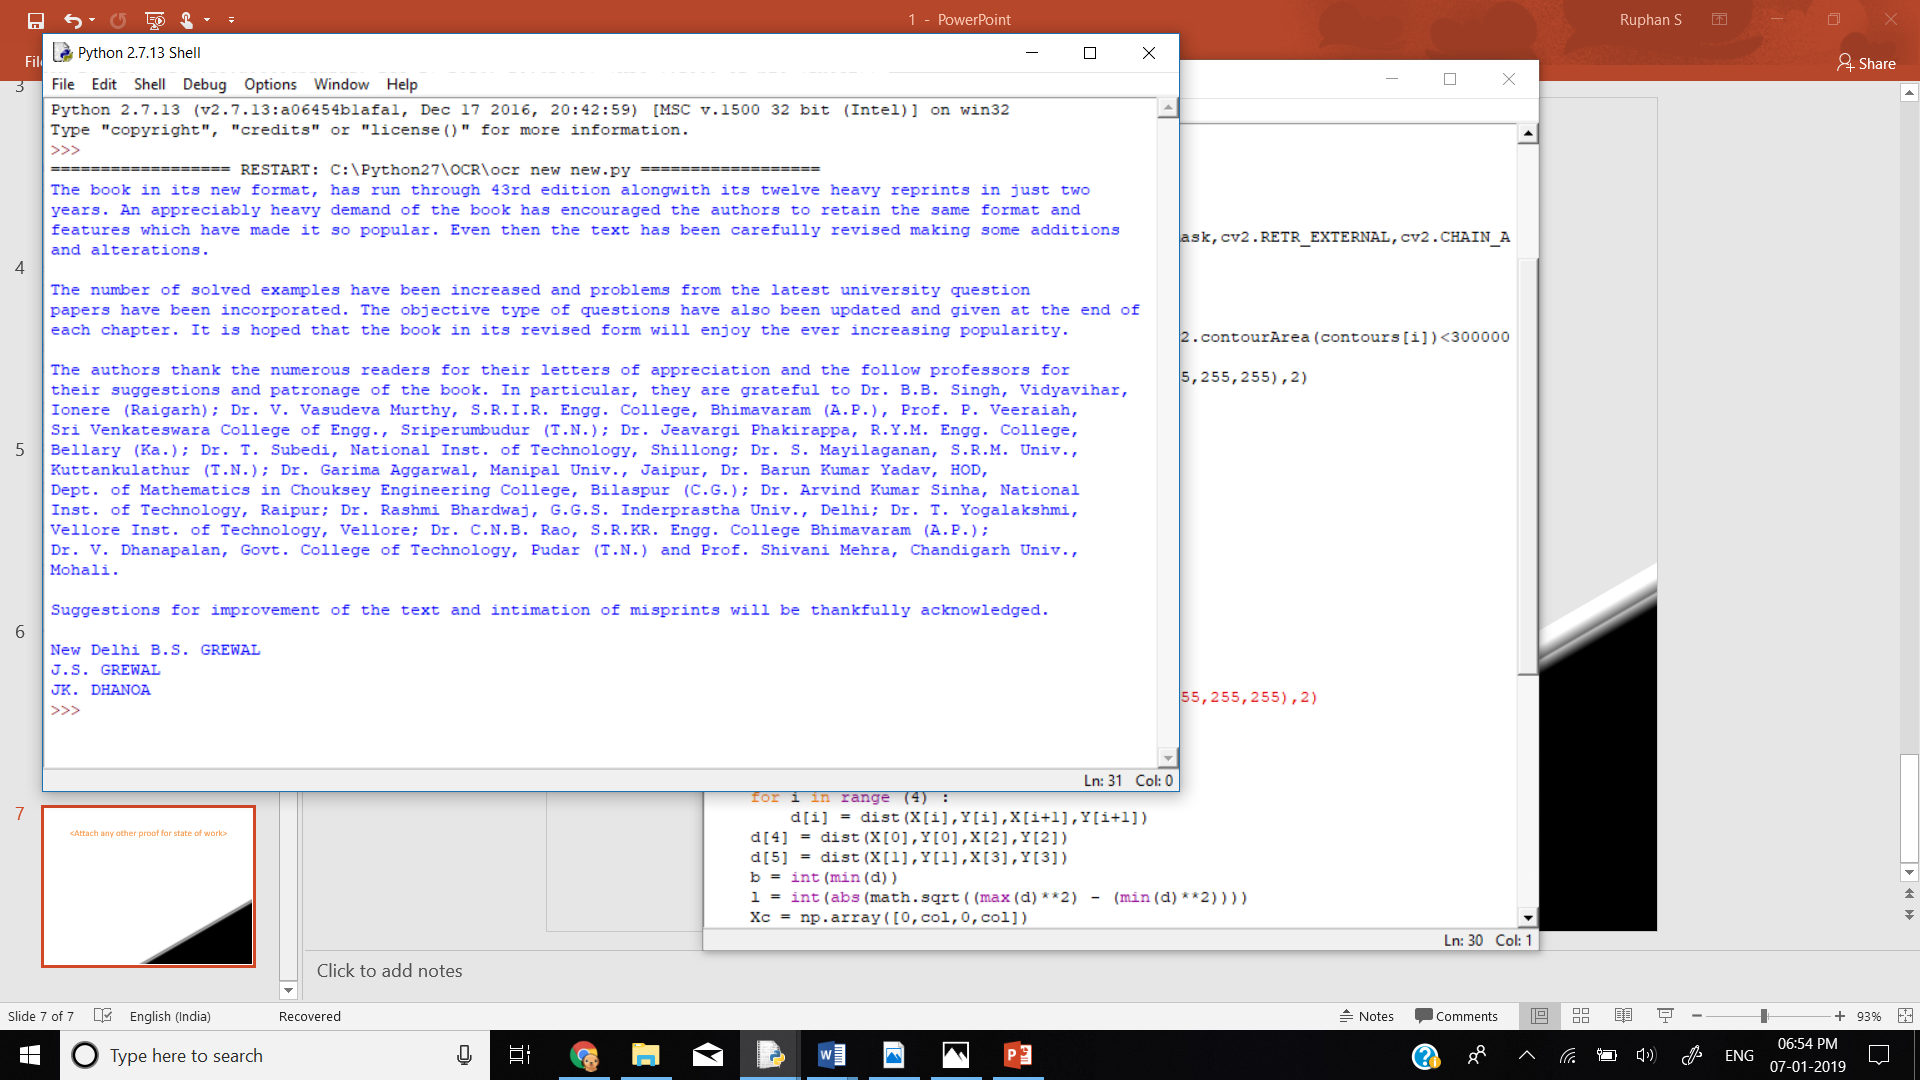 1 - PowerPoint
Ruphan S
Share
Python 2.7.13 Shell
File Edit Shell Debug Options Window Help
Python 2.7.13 (v2.7.13:a06454b1afa1, Dec 17 2016, 20:42:59) [MSC v.1500 32 bit (Intel)] on win32
Type "copyright", "credits" or "license()" for more information.
>>>
================== RESTART: C:\Python27\OCR\ocr new new.py ==================
The book in its new format, has run through 43rd edition alongwith its twelve heavy reprints in just two
years. An appreciably heavy demand of the book has encouraged the authors to retain the same format and
features which have made it so popular. Even then the text has been carefully revised making some additions
and alterations.

The number of solved examples have been increased and problems from the latest university question
papers have been incorporated. The objective type of questions have also been updated and given at the end of
each chapter. It is hoped that the book in its revised form will enjoy the ever increasing popularity.

The authors thank the numerous readers for their letters of appreciation and the follow professors for
their suggestions and patronage of the book. In particular, they are grateful to Dr. B.B. Singh, Vidyavihar,
Ionere (Raigarh); Dr. V. Vasudeva Murthy, S.R.I.R. Engg. College, Bhimavaram (A.P.), Prof. P. Veeraiah,
Sri Venkateswara College of Engg., Sriperumbudur (T.N.); Dr. Jeavargi Phakirappa, R.Y.M. Engg. College,
Bellary (Ka.); Dr. T. Subedi, National Inst. of Technology, Shillong; Dr. S. Mayilaganan, S.R.M. Univ.,
Kuttankulathur (T.N.); Dr. Garima Aggarwal, Manipal Univ., Jaipur, Dr. Barun Kumar Yadav, HOD,
Dept. of Mathematics in Chouksey Engineering College, Bilaspur (C.G.); Dr. Arvind Kumar Sinha, National
Inst. of Technology, Raipur; Dr. Rashmi Bhardwaj, G.G.S. Inderprastha Univ., Delhi; Dr. T. Yogalakshmi,
Vellore Inst. of Technology, Vellore; Dr. C.N.B. Rao, S.R.KR. Engg. College Bhimavaram (A.P.);
Dr. V. Dhanapalan, Govt. College of Technology, Pudar (T.N.) and Prof. Shivani Mehra, Chandigarh Univ.,
Mohali.

Suggestions for improvement of the text and intimation of misprints will be thankfully acknowledged.

New Delhi B.S. GREWAL
J.S. GREWAL
JK. DHANOA
>>>
Ln: 31 Col: 0
ask,cv2.RETR_EXTERNAL,cv2.CHAIN_A
2.contourArea(contours[i])<300000
5,255,255),2)
55,255,255),2)
for i in range (4) :
d[i] = dist(X[i],Y[i],X[i+1],Y[i+1])
d[4] = dist(X[0],Y[0],X[2],Y[2])
d[5] = dist(X[1],Y[1],X[3],Y[3])
b = int(min(d))
l = int(abs(math.sqrt((max(d)**2) - (min(d)**2))))
Xc = np.array([0,col,0,col])
Ln: 30 Col: 1
3
4
5
6
7
<Attach any other proof for state of work>
Click to add notes
Slide 7 of 7 English (India) Recovered Notes Comments 93%
Type here to search
ENG
06:54 PM
07-01-2019